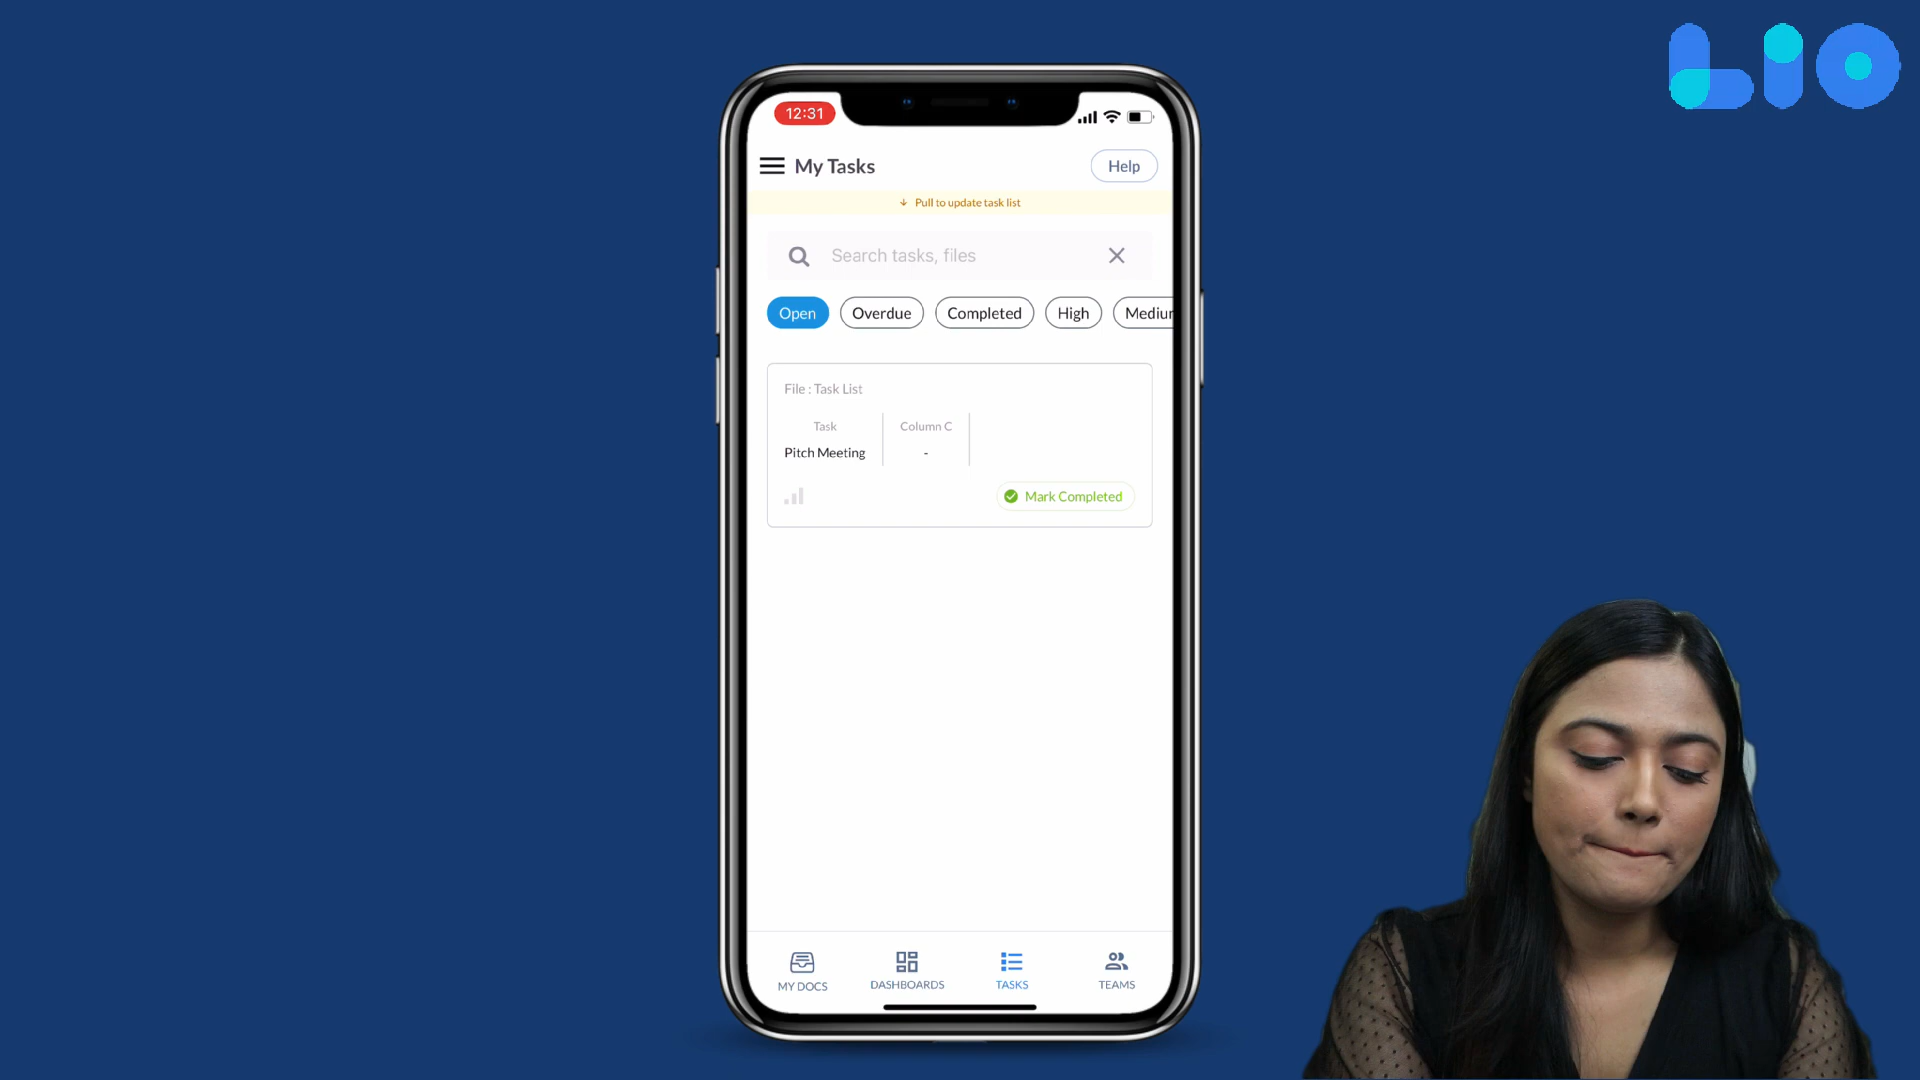 Lio
12:31
My Tasks
Help
Pull to update task list
Search tasks, files
Open
Overdue
Completed
High
Mediu
File : Task List
Task
Column C
Pitch Meeting
-
Mark Completed
MY DOCS
DASHBOARDS
TASKS
TEAMS